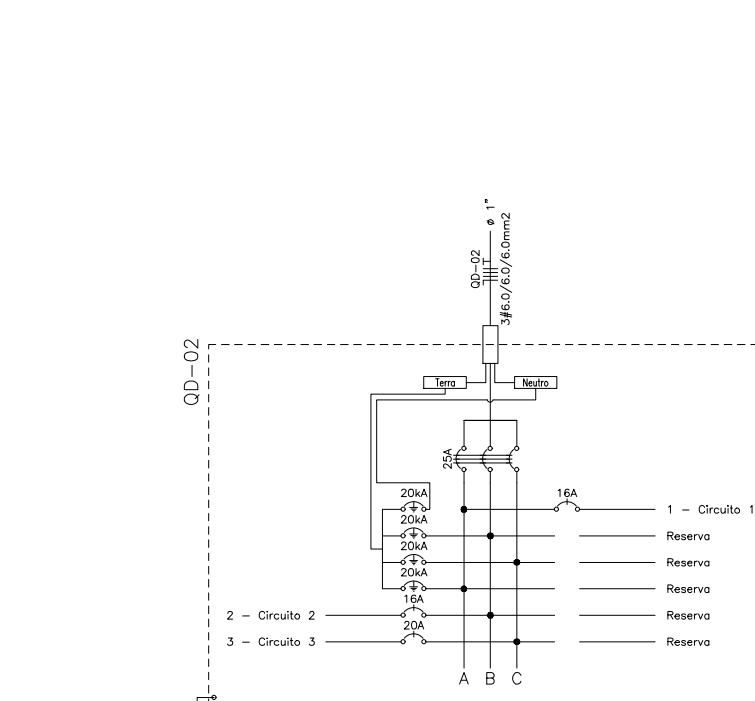 ø 1"
QD-02
3#6.0/6.0/6.0mm2
QD-02
Terra
Neutro
25A
20kA
16A
1 - Circuito 1
20kA
Reserva
20kA
Reserva
20kA
Reserva
16A
2 - Circuito 2
Reserva
20A
3 - Circuito 3
Reserva
A B C